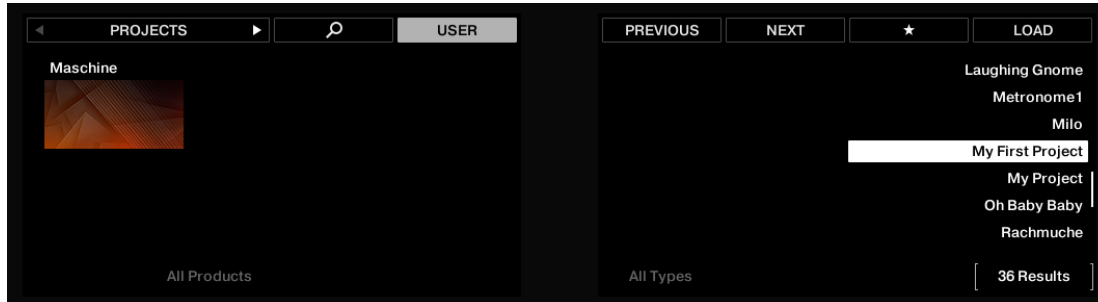 PROJECTS
USER
PREVIOUS
NEXT
LOAD
Maschine
Laughing Gnome
Metronome1
Milo
My First Project
My Project
Oh Baby Baby
Rachmuche
All Products
All Types
36 Results